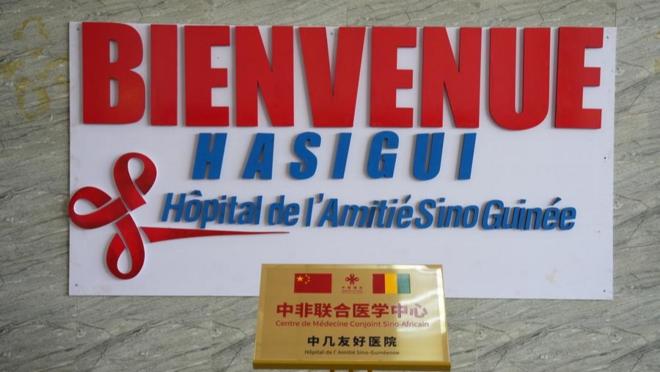 BIENVENUE
HASIGUI
Hôpital de l'Amitié Sino Guinée
中非联合医学中心
Centre de Médecine Conjoint Sino-Africain
中几友好医院
Hôpital de l' Amitié Sino-Guinéenne